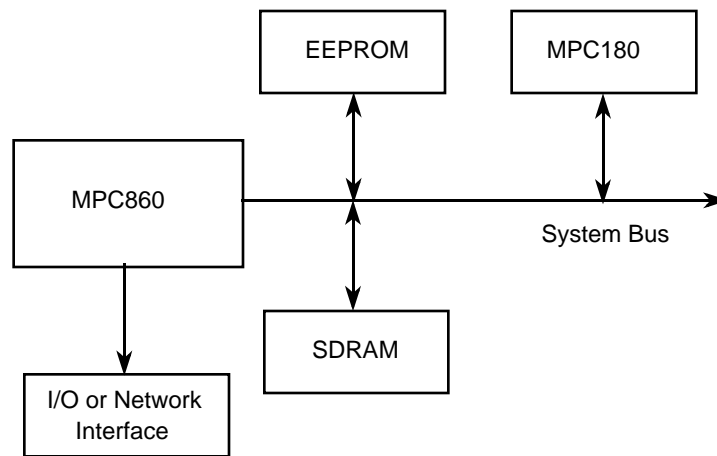 EEPROM
MPC180
MPC860
System Bus
SDRAM
I/O or Network
Interface